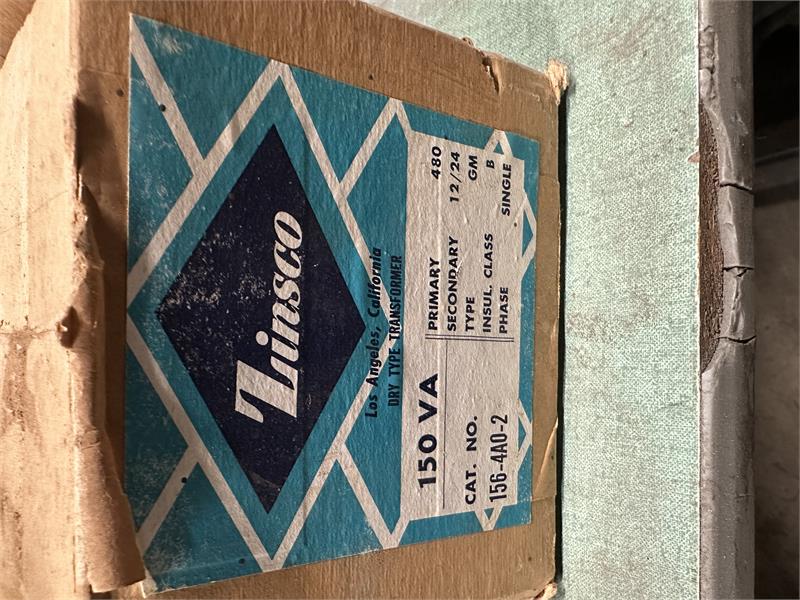 Zinsco
Los Angeles, California
DRY TYPE TRANSFORMER
150 VA
CAT. NO.
156-4A0-2
PRIMARY 480
SECONDARY 12/24
TYPE GM
INSUL. CLASS B
PHASE SINGLE